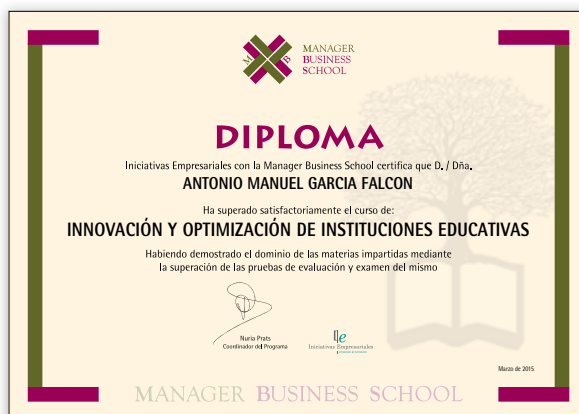 M B
MANAGER
BUSINESS
SCHOOL
DIPLOMA
Iniciativas Empresariales con la Manager Business School certifica que D. / Dña.
ANTONIO MANUEL GARCIA FALCON
Ha superado satisfactoriamente el curso de:
INNOVACIÓN Y OPTIMIZACIÓN DE INSTITUCIONES EDUCATIVAS
Habiendo demostrado el dominio de las materias impartidas mediante
la superación de las pruebas de evaluación y examen del mismo
Nuria Prats
Coordinador del Programa
Ie
Iniciativas Empresariales
Marzo de 2015
MANAGER BUSINESS SCHOOL